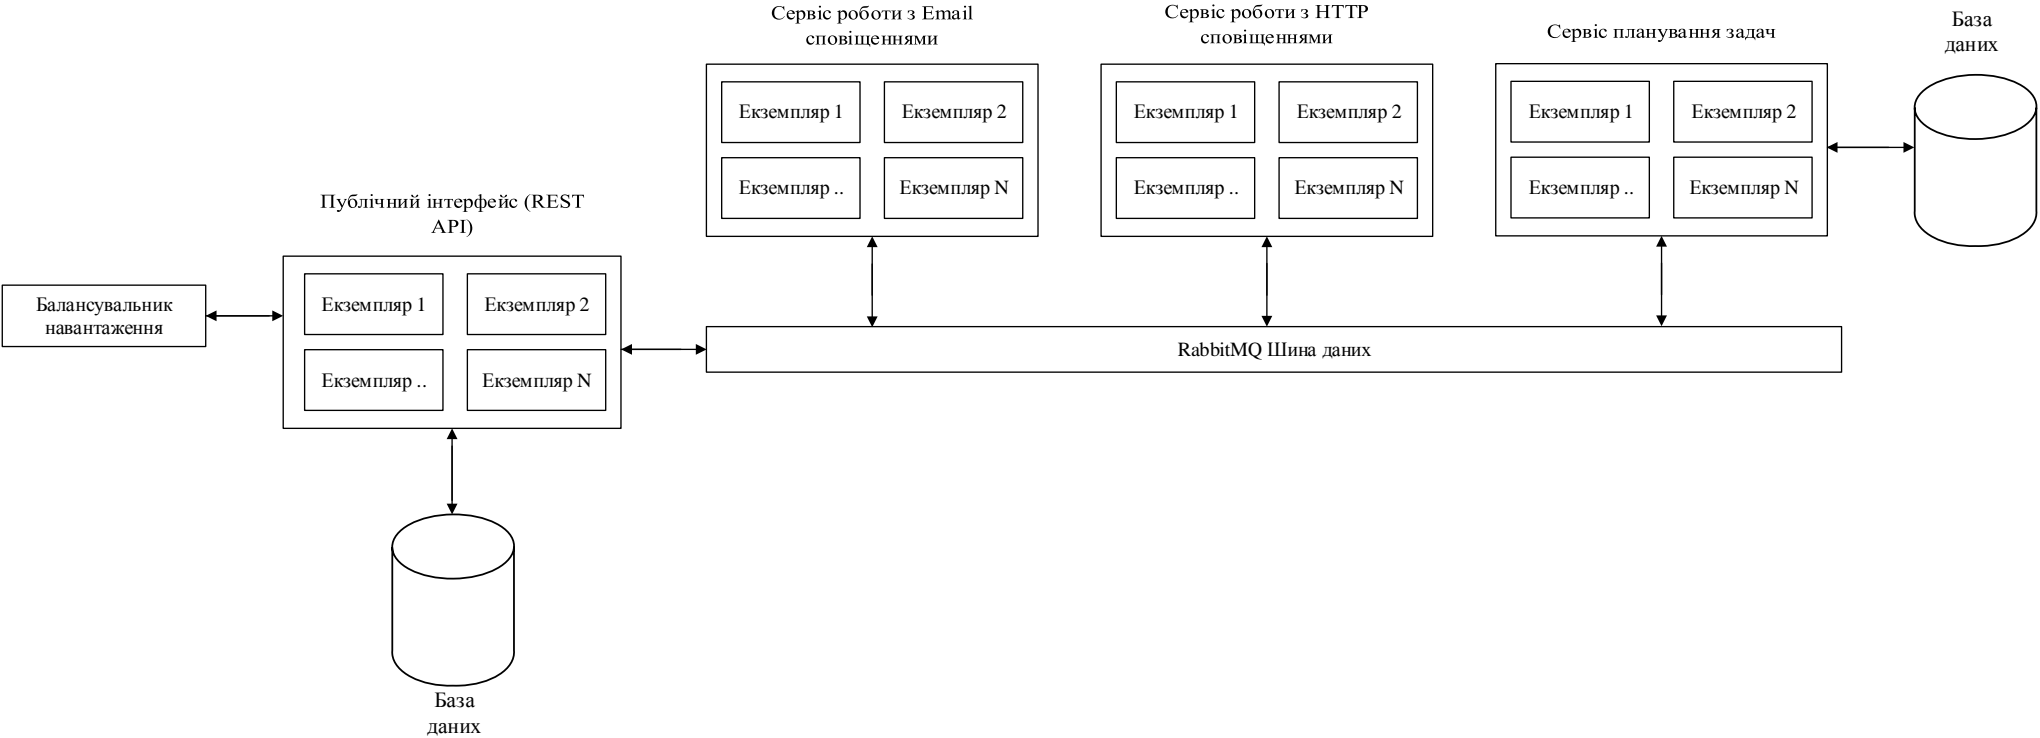 Сервіс роботи з Email
сповіщеннями
Екземпляр 1
Екземпляр 2
Екземпляр ..
Екземпляр N
Сервіс роботи з HTTP
сповіщеннями
Екземпляр 1
Екземпляр 2
Екземпляр ..
Екземпляр N
Сервіс планування задач
Екземпляр 1
Екземпляр 2
Екземпляр ..
Екземпляр N
База
даних
Публічний інтерфейс (REST
API)
Екземпляр 1
Екземпляр 2
Екземпляр ..
Екземпляр N
Балансувальник
навантаження
RabbitMQ Шина даних
База
даних